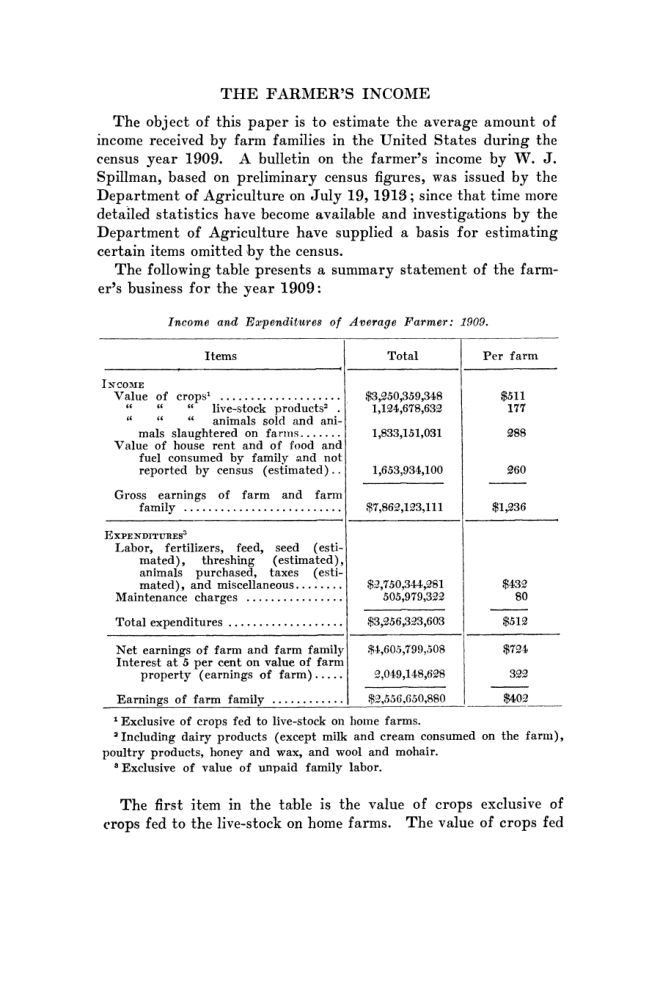 THE FARMER'S INCOME
The object of this paper is to estimate the average amount of
income received by farm families in the United States during the
census year 1909. A bulletin on the farmer's income by W. J.
Spillman, based on preliminary census figures, was issued by the
Department of Agriculture on July 19, 1913; since that time more
detailed statistics have become available and investigations by the
Department of Agriculture have supplied a basis for estimating
certain items omitted by the census.
The following table presents a summary statement of the farm-
er's business for the year 1909:
Income and Expenditures of Average Farmer: 1909.
Items Total Per farm
INCOME
Value of crops¹ .................... $3,250,359,348 $511
" " " live-stock products² . 1,124,678,632 177
" " " animals sold and ani-
mals slaughtered on farms....... 1,833,151,031 288
Value of house rent and of food and
fuel consumed by family and not
reported by census (estimated).. 1,653,934,100 260
Gross earnings of farm and farm
family .......................... $7,862,123,111 $1,236
EXPENDITURES³
Labor, fertilizers, feed, seed (esti-
mated), threshing (estimated),
animals purchased, taxes (esti-
mated), and miscellaneous........ $2,750,344,281 $432
Maintenance charges ................ 505,979,322 80
Total expenditures ................... $3,256,323,603 $512
Net earnings of farm and farm family $4,605,799,508 $724
Interest at 5 per cent on value of farm
property (earnings of farm)..... 2,049,148,628 322
Earnings of farm family ............ $2,556,650,880 $402
¹ Exclusive of crops fed to live-stock on home farms.
² Including dairy products (except milk and cream consumed on the farm),
poultry products, honey and wax, and wool and mohair.
³ Exclusive of value of unpaid family labor.
The first item in the table is the value of crops exclusive of
crops fed to the live-stock on home farms. The value of crops fed